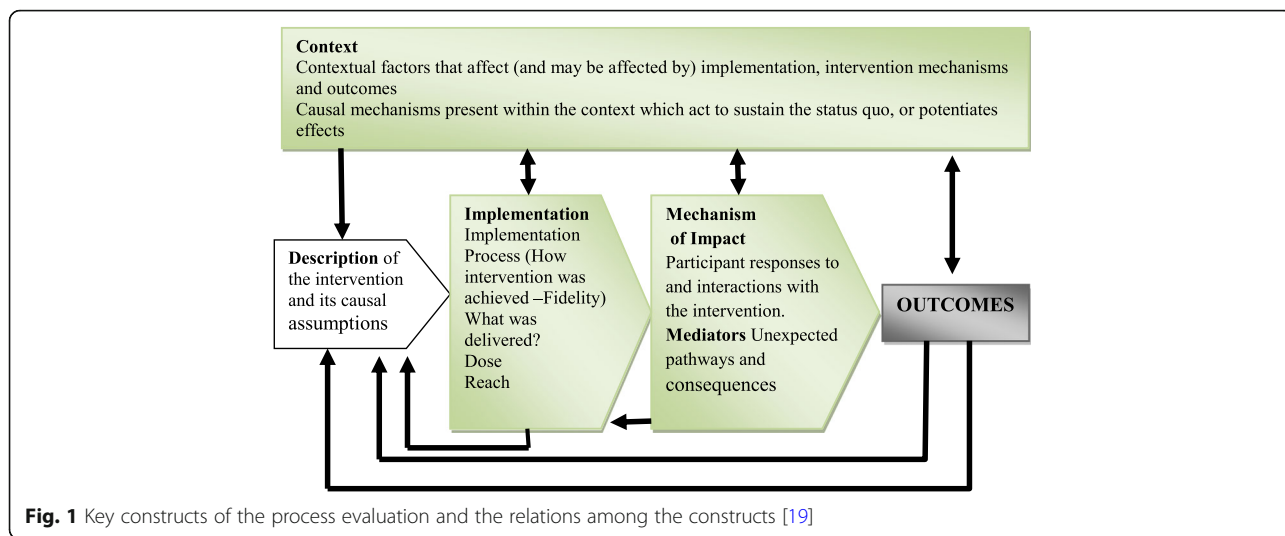 Context
Contextual factors that affect (and may be affected by) implementation, intervention mechanisms
and outcomes
Causal mechanisms present within the context which act to sustain the status quo, or potentiates
effects
Description of
the intervention
and its causal
assumptions
Implementation
Implementation
Process (How
intervention was
achieved –Fidelity)
What was
delivered?
Dose
Reach
Mechanism
of Impact
Participant responses to
and interactions with
the intervention.
Mediators Unexpected
pathways and
consequences
OUTCOMES
Fig. 1 Key constructs of the process evaluation and the relations among the constructs [19]